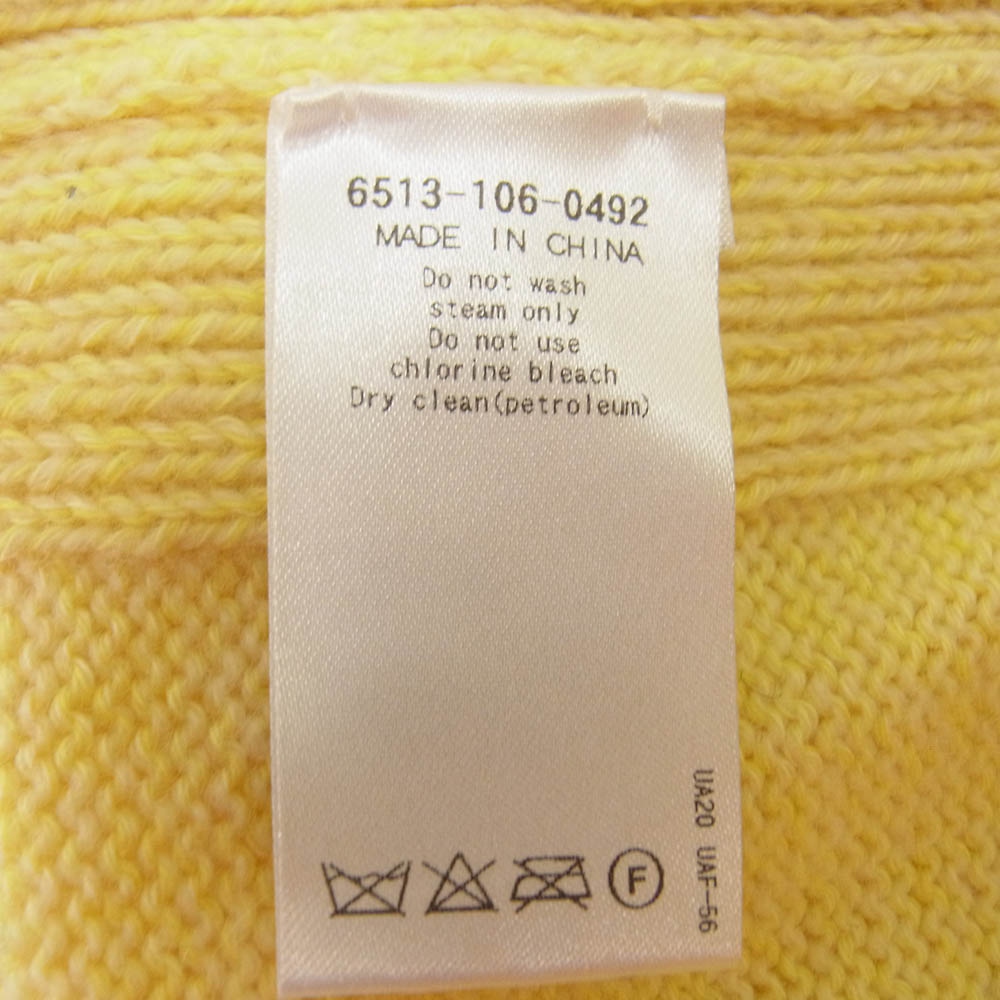 6513-106-0492
MADE IN CHINA
Do not wash
steam only
Do not use
chlorine bleach
Dry clean(petroleum)
UA20 UAF-56
F